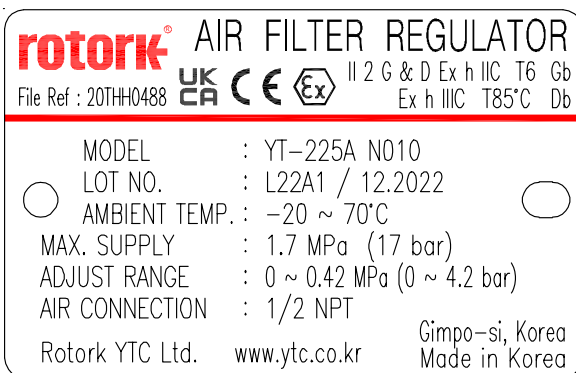 rotork® AIR FILTER REGULATOR
File Ref : 20THH0488 UK CA CE Ex II 2 G & D Ex h IIC T6 Gb
Ex h IIIC T85°C Db
MODEL : YT-225A N010
LOT NO. : L22A1 / 12.2022
AMBIENT TEMP. : -20 ~ 70°C
MAX. SUPPLY : 1.7 MPa (17 bar)
ADJUST RANGE : 0 ~ 0.42 MPa (0 ~ 4.2 bar)
AIR CONNECTION : 1/2 NPT
Gimpo-si, Korea
Rotork YTC Ltd. www.ytc.co.kr Made in Korea